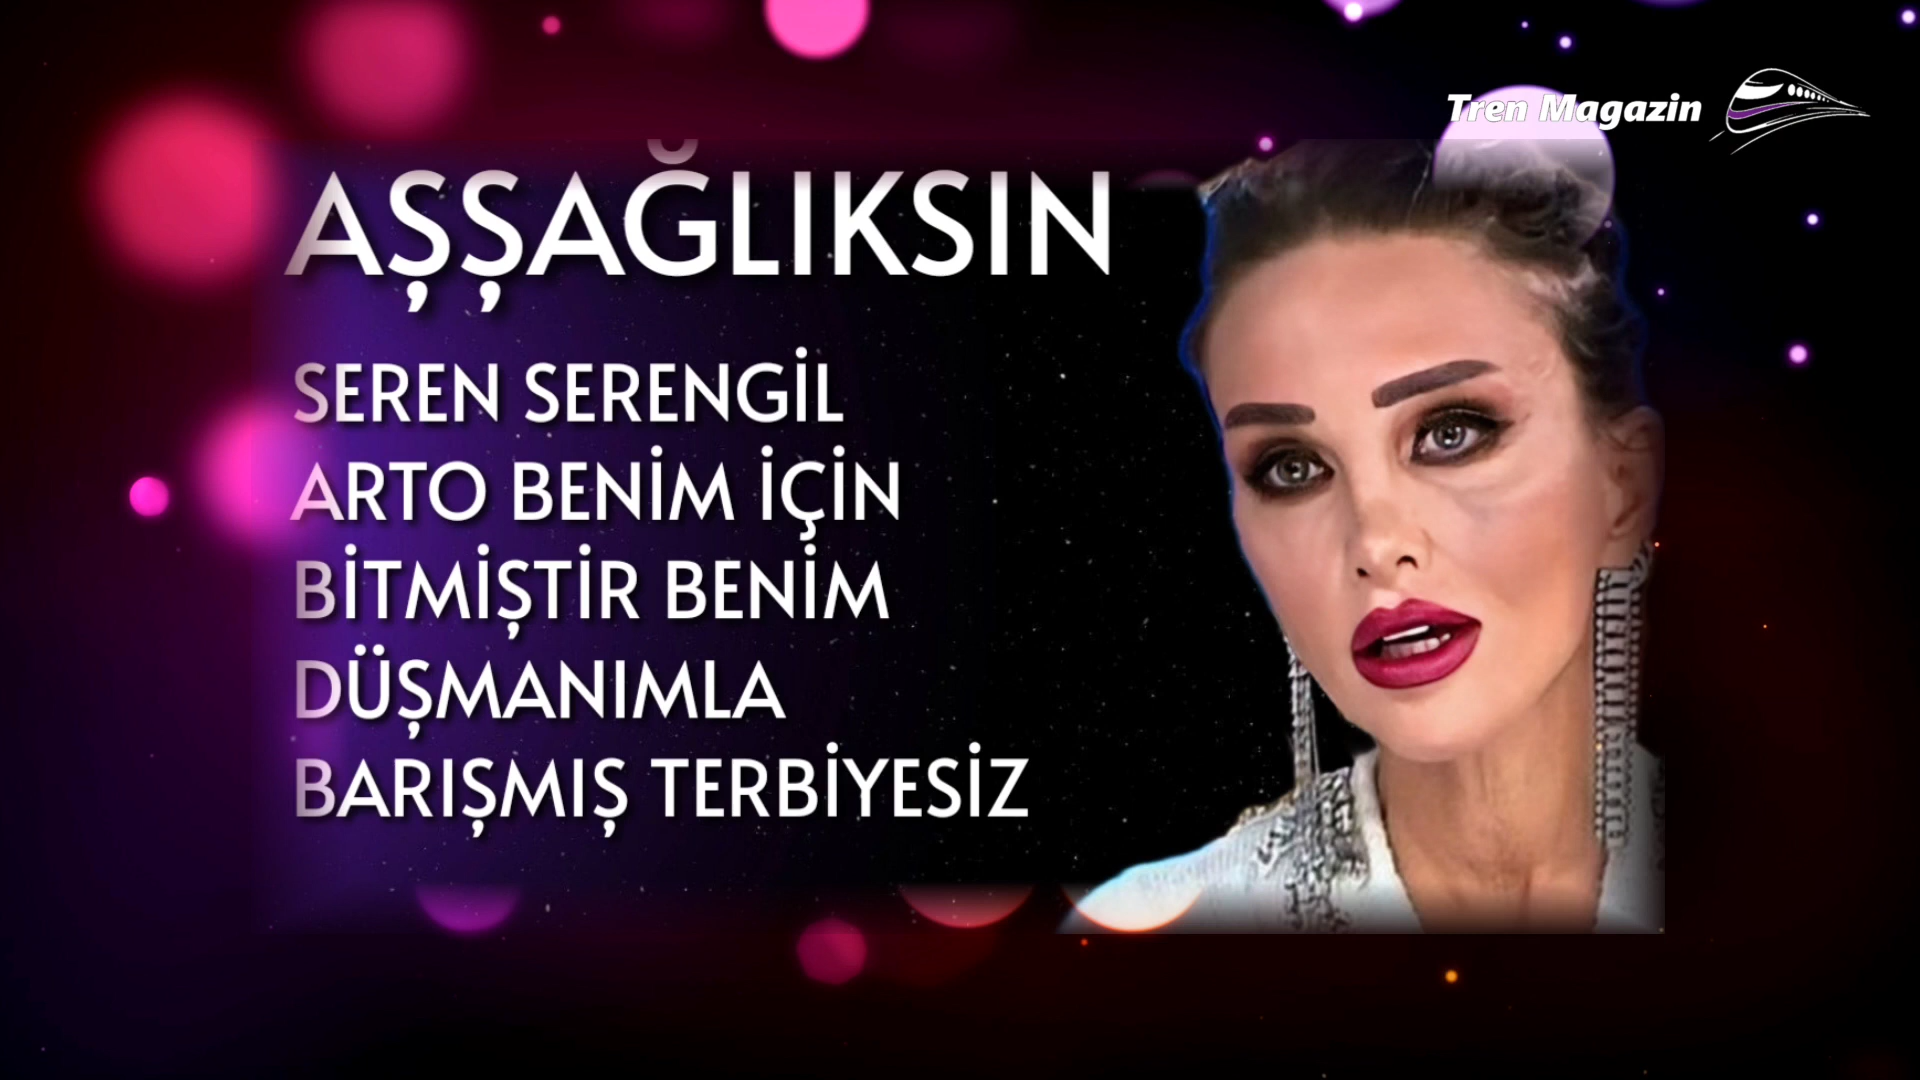 Tren Magazin
AŞŞAĞLIKSIN
SEREN SERENGİL
ARTO BENİM İÇİN
BİTMİŞTİR BENİM
DÜŞMANIMLA
BARIŞMIŞ TERBİYESİZ